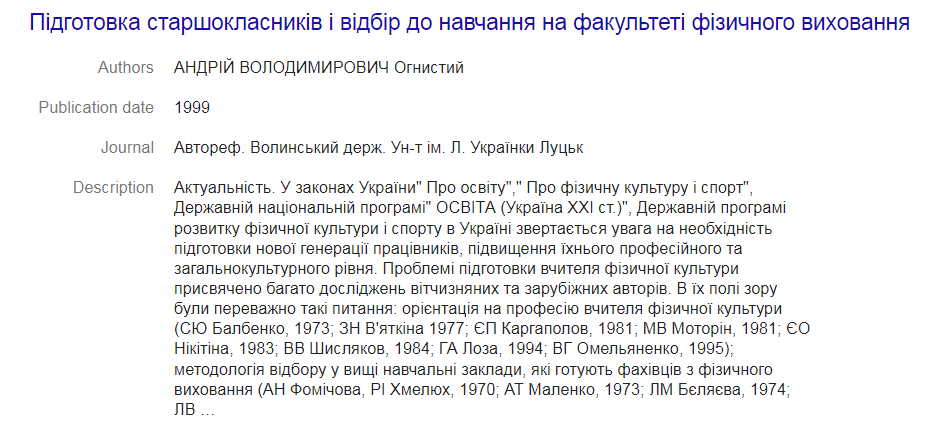 Підготовка старшокласників і відбір до навчання на факультеті фізичного виховання
Authors АНДРІЙ ВОЛОДИМИРОВИЧ Огнистий
Publication date 1999
Journal Автореф. Волинський держ. Ун-т ім. Л. Українки Луцьк
Description Актуальність. У законах України" Про освіту"," Про фізичну культуру і спорт",
Державній національній програмі" ОСВІТА (Україна ХХІ ст.)", Державній програмі
розвитку фізичної культури і спорту в Україні звертається увага на необхідність
підготовки нової генерації працівників, підвищення їхнього професійного та
загальнокультурного рівня. Проблемі підготовки вчителя фізичної культури
присвячено багато досліджень вітчизняних та зарубіжних авторів. В їх полі зору
були переважно такі питання: орієнтація на професію вчителя фізичної культури
(СЮ Балбенко, 1973; ЗН В'яткіна 1977; ЄП Каргаполов, 1981; МВ Моторін, 1981; ЄО
Нікітіна, 1983; ВВ Шисляков, 1984; ГА Лоза, 1994; ВГ Омельяненко, 1995);
методологія відбору у вищі навчальні заклади, які готують фахівців з фізичного
виховання (АН Фомічова, РІ Хмелюх, 1970; АТ Маленко, 1973; ЛМ Бєляєва, 1974;
ЛВ …